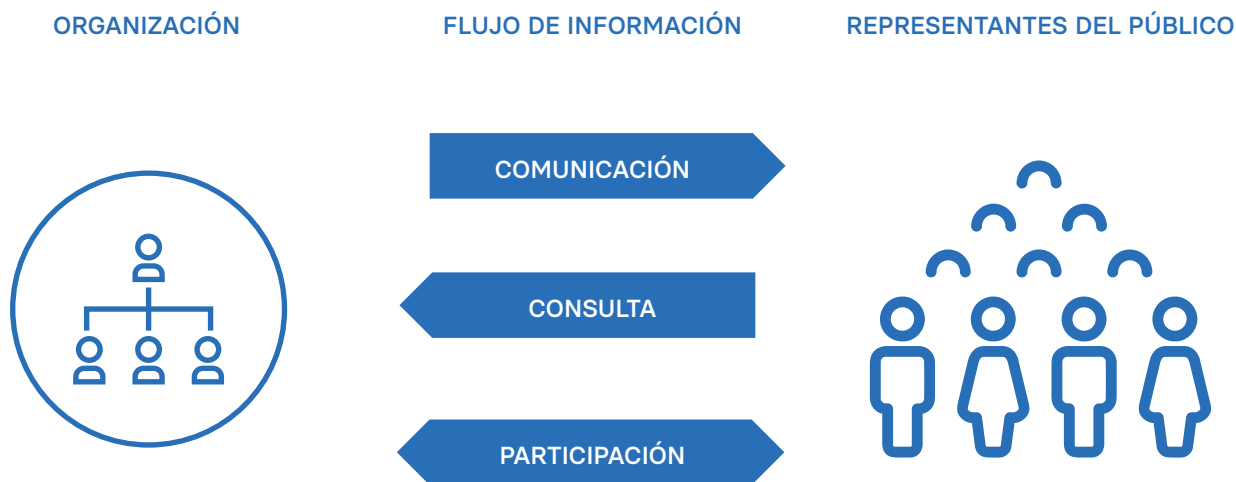 ORGANIZACIÓN
FLUJO DE INFORMACIÓN
REPRESENTANTES DEL PÚBLICO
COMUNICACIÓN
CONSULTA
PARTICIPACIÓN